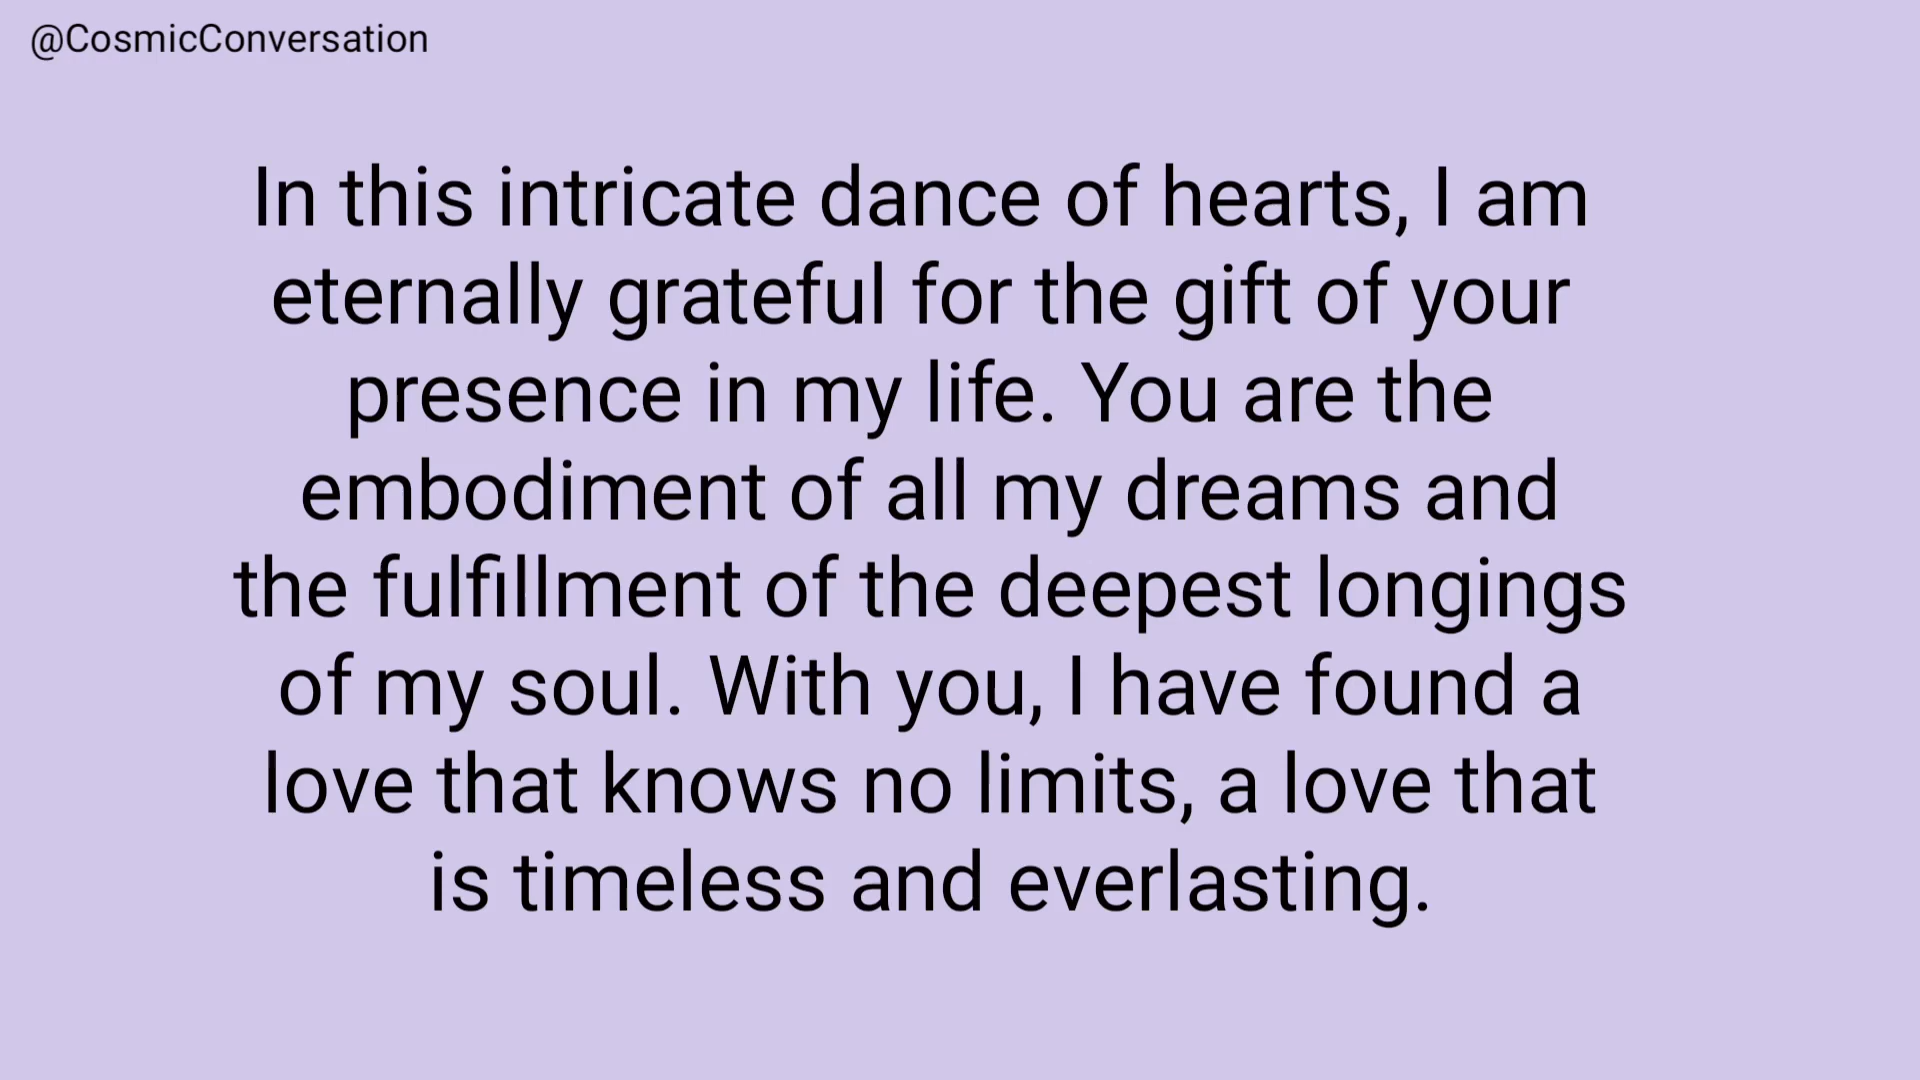 @CosmicConversation
In this intricate dance of hearts, I am
eternally grateful for the gift of your
presence in my life. You are the
embodiment of all my dreams and
the fulfillment of the deepest longings
of my soul. With you, I have found a
love that knows no limits, a love that
is timeless and everlasting.